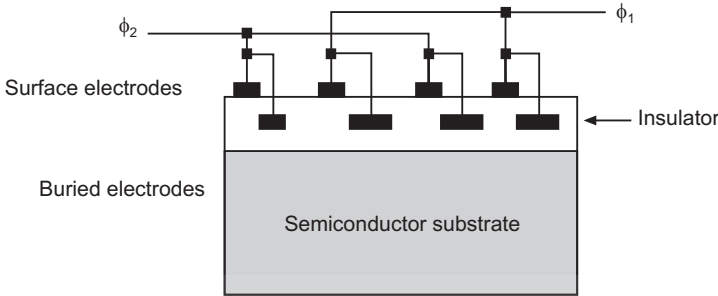 ϕ1
ϕ2
Surface electrodes
Insulator
Buried electrodes
Semiconductor substrate